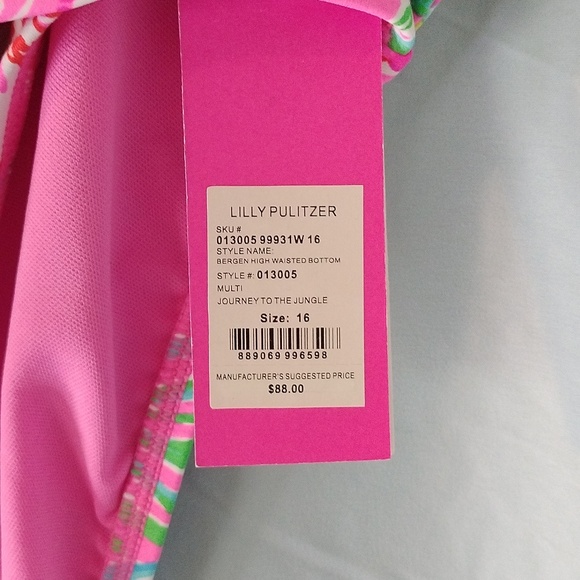 LILLY PULITZER
SKU #
013005 99931W 16
STYLE NAME:
BERGEN HIGH WAISTED BOTTOM
STYLE #: 013005
MULTI
JOURNEY TO THE JUNGLE
Size: 16
889069 996598
MANUFACTURER'S SUGGESTED PRICE
$88.00